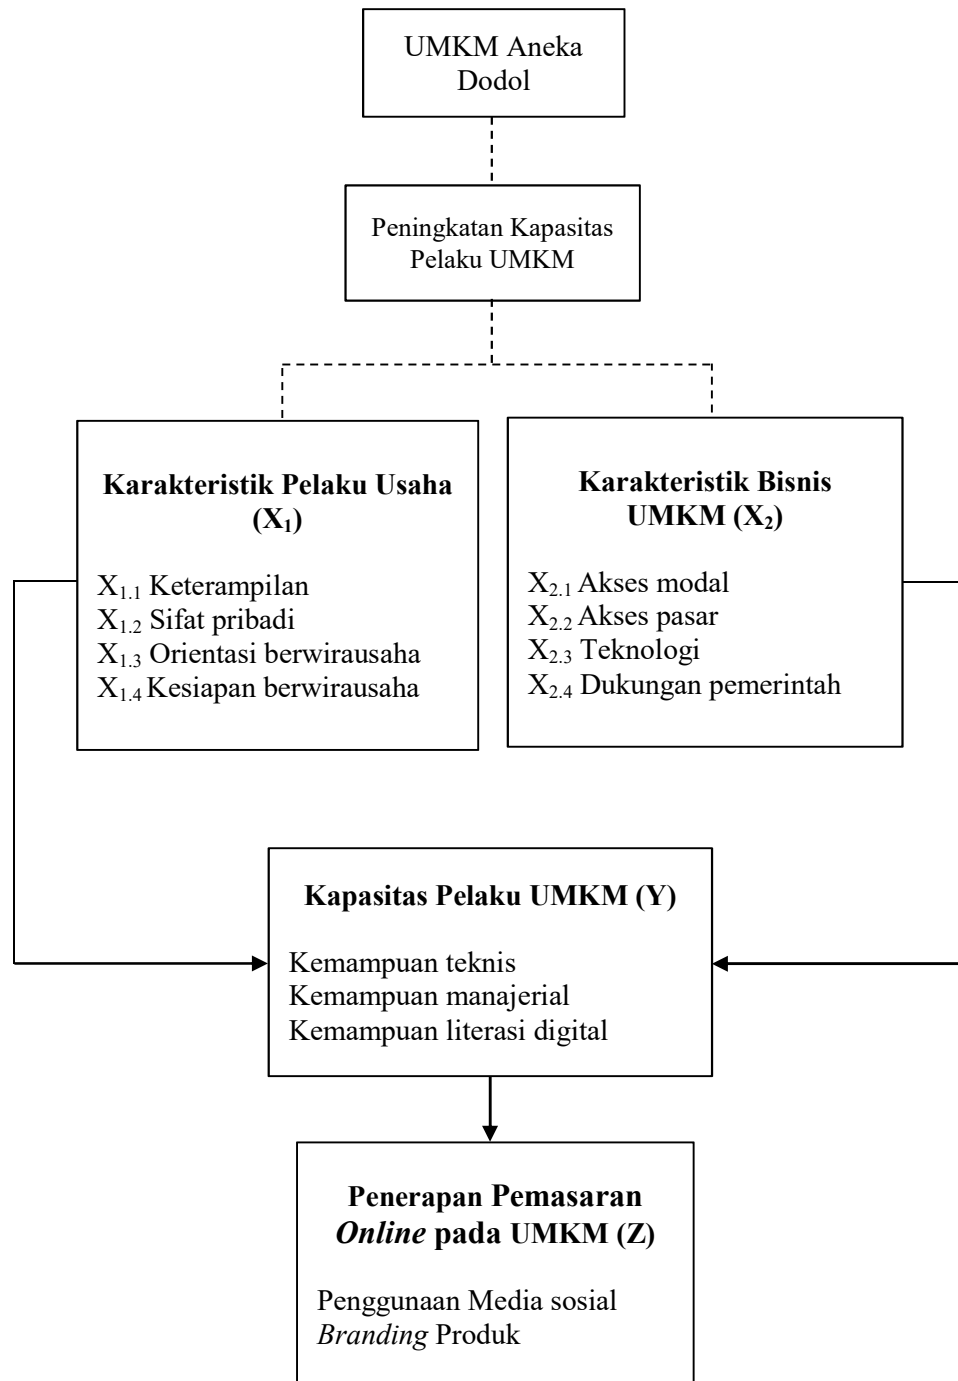 UMKM Aneka
Dodol
Peningkatan Kapasitas
Pelaku UMKM
Karakteristik Pelaku Usaha
(X₁)
X₁.₁ Keterampilan
X₁.₂ Sifat pribadi
X₁.₃ Orientasi berwirausaha
X₁.₄ Kesiapan berwirausaha
Karakteristik Bisnis
UMKM (X₂)
X₂.₁ Akses modal
X₂.₂ Akses pasar
X₂.₃ Teknologi
X₂.₄ Dukungan pemerintah
Kapasitas Pelaku UMKM (Y)
Kemampuan teknis
Kemampuan manajerial
Kemampuan literasi digital
Penerapan Pemasaran
Online pada UMKM (Z)
Penggunaan Media sosial
Branding Produk